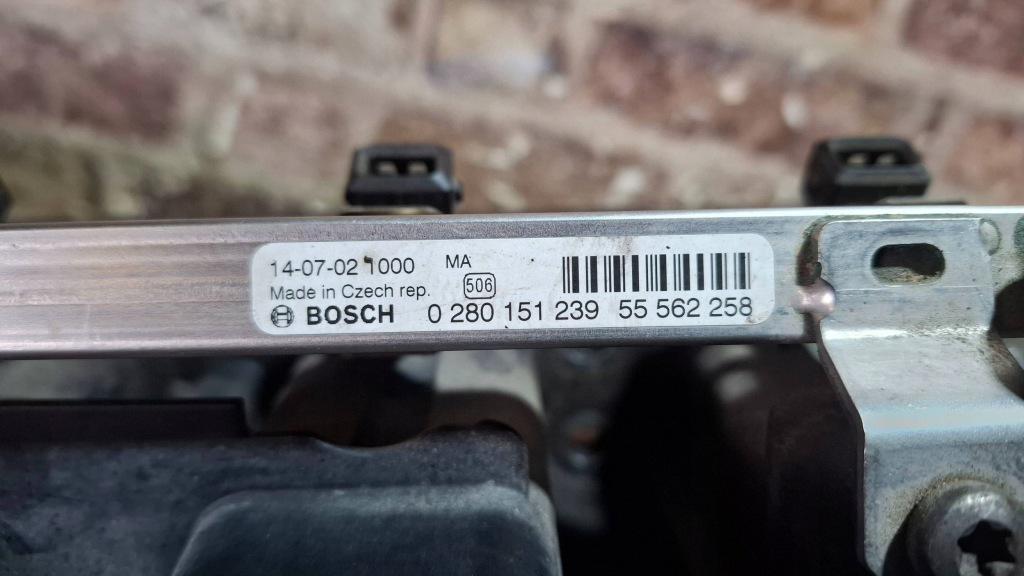 14-07-02 1000 MA
Made in Czech rep. 506
BOSCH 0 280 151 239 55 562 258